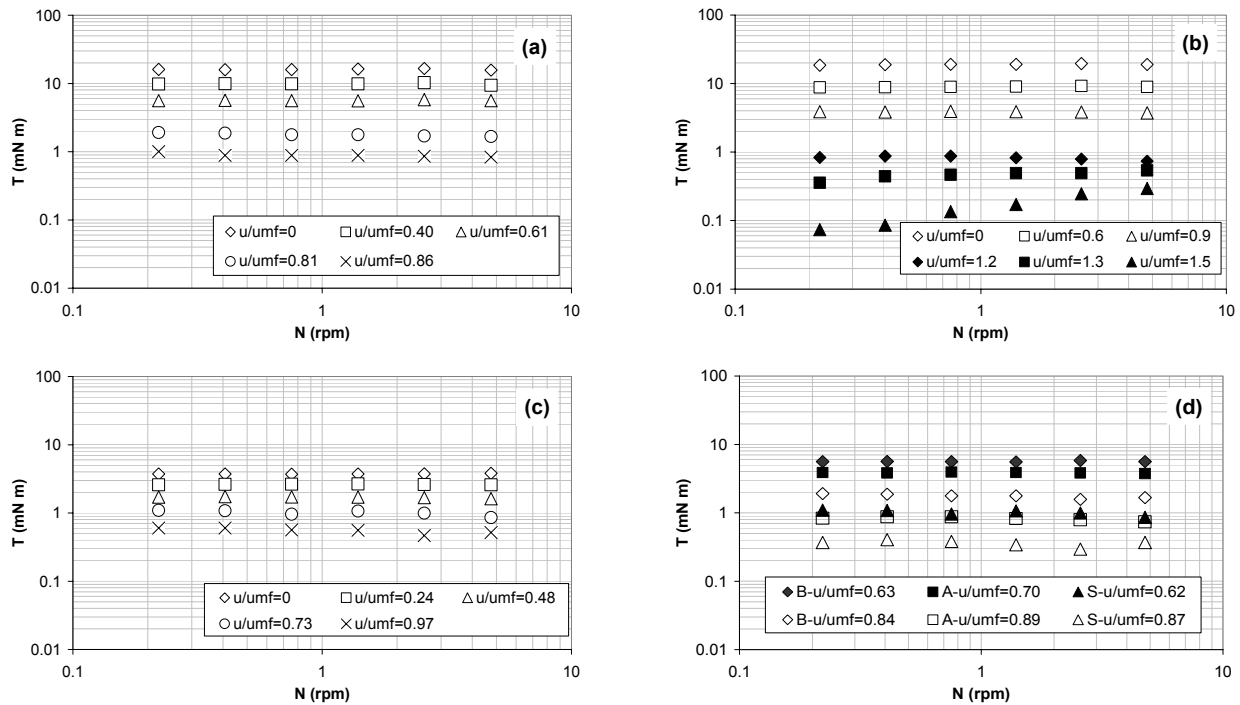 (a)
T (mN m)
100
10
1
0.1
0.01
u/umf=0 u/umf=0.40 u/umf=0.61
u/umf=0.81 u/umf=0.86
0.1 1 10
N (rpm)
(b)
T (mN m)
100
10
1
0.1
0.01
u/umf=0 u/umf=0.6 u/umf=0.9
u/umf=1.2 u/umf=1.3 u/umf=1.5
0.1 1 10
N (rpm)
(c)
T (mN m)
100
10
1
0.1
0.01
u/umf=0 u/umf=0.24 u/umf=0.48
u/umf=0.73 u/umf=0.97
0.1 1 10
N (rpm)
(d)
T (mN m)
100
10
1
0.1
0.01
B-u/umf=0.63 A-u/umf=0.70 S-u/umf=0.62
B-u/umf=0.84 A-u/umf=0.89 S-u/umf=0.87
0.1 1 10
N (rpm)